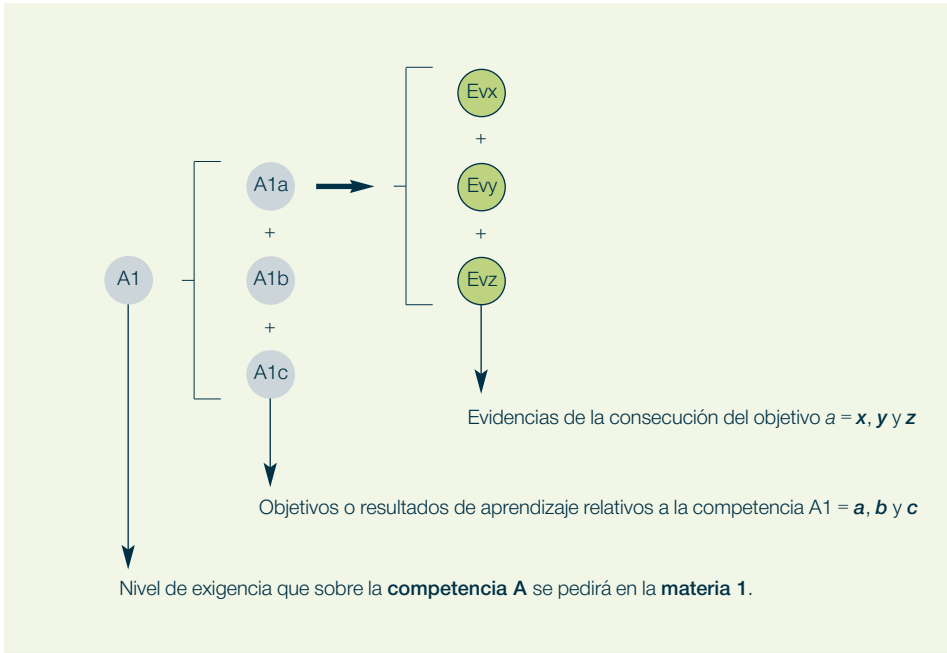 Evx
+
A1a
Evy
+
+
A1
A1b
Evz
+
A1c
Evidencias de la consecución del objetivo a = x, y y z
Objetivos o resultados de aprendizaje relativos a la competencia A1 = a, b y c
Nivel de exigencia que sobre la competencia A se pedirá en la materia 1.